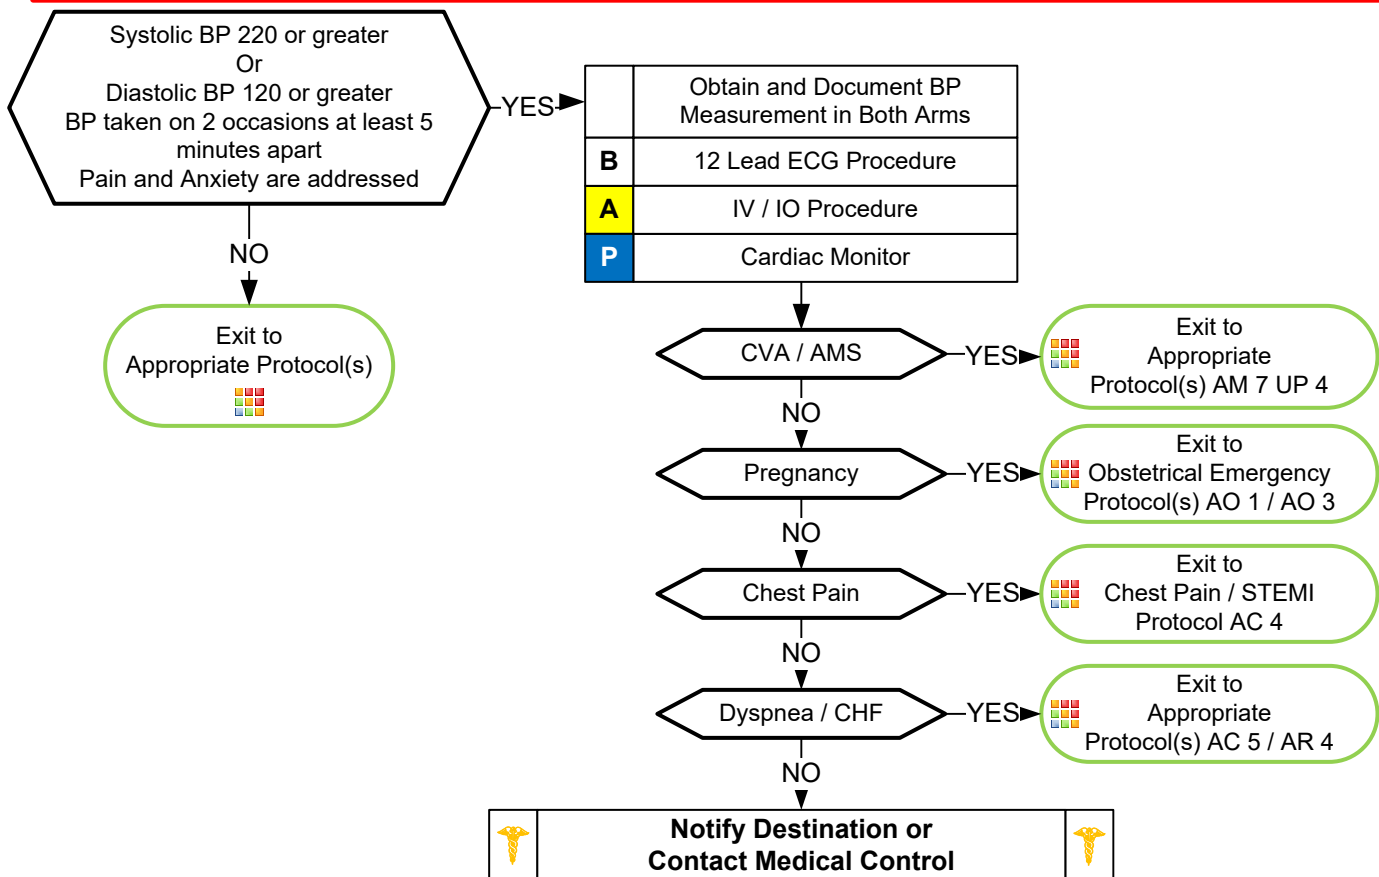 Systolic BP 220 or greater
Or
Diastolic BP 120 or greater
BP taken on 2 occasions at least 5
minutes apart
Pain and Anxiety are addressed
YES
NO
Exit to
Appropriate Protocol(s)
Obtain and Document BP
Measurement in Both Arms
B 12 Lead ECG Procedure
A IV / IO Procedure
P Cardiac Monitor
CVA / AMS
YES
Exit to
Appropriate
Protocol(s) AM 7 UP 4
NO
Pregnancy
YES
Exit to
Obstetrical Emergency
Protocol(s) AO 1 / AO 3
NO
Chest Pain
YES
Exit to
Chest Pain / STEMI
Protocol AC 4
NO
Dyspnea / CHF
YES
Exit to
Appropriate
Protocol(s) AC 5 / AR 4
NO
Notify Destination or
Contact Medical Control